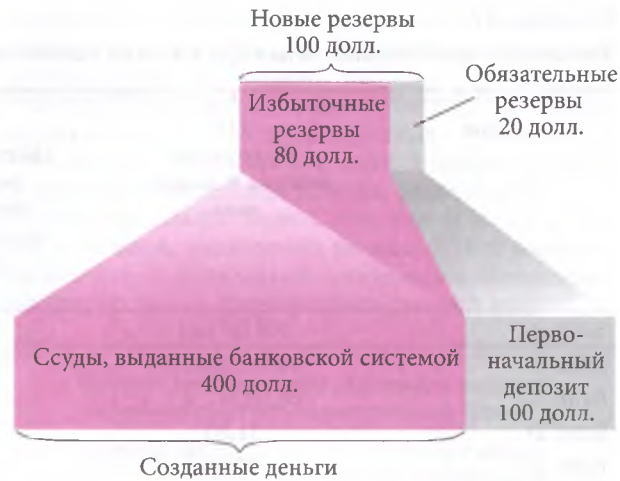 Новые резервы
100 долл.
Обязательные
резервы
20 долл.
Избыточные
резервы
80 долл.
Ссуды, выданные банковской системой
400 долл.
Перво-
начальный
депозит
100 долл.
Созданные деньги